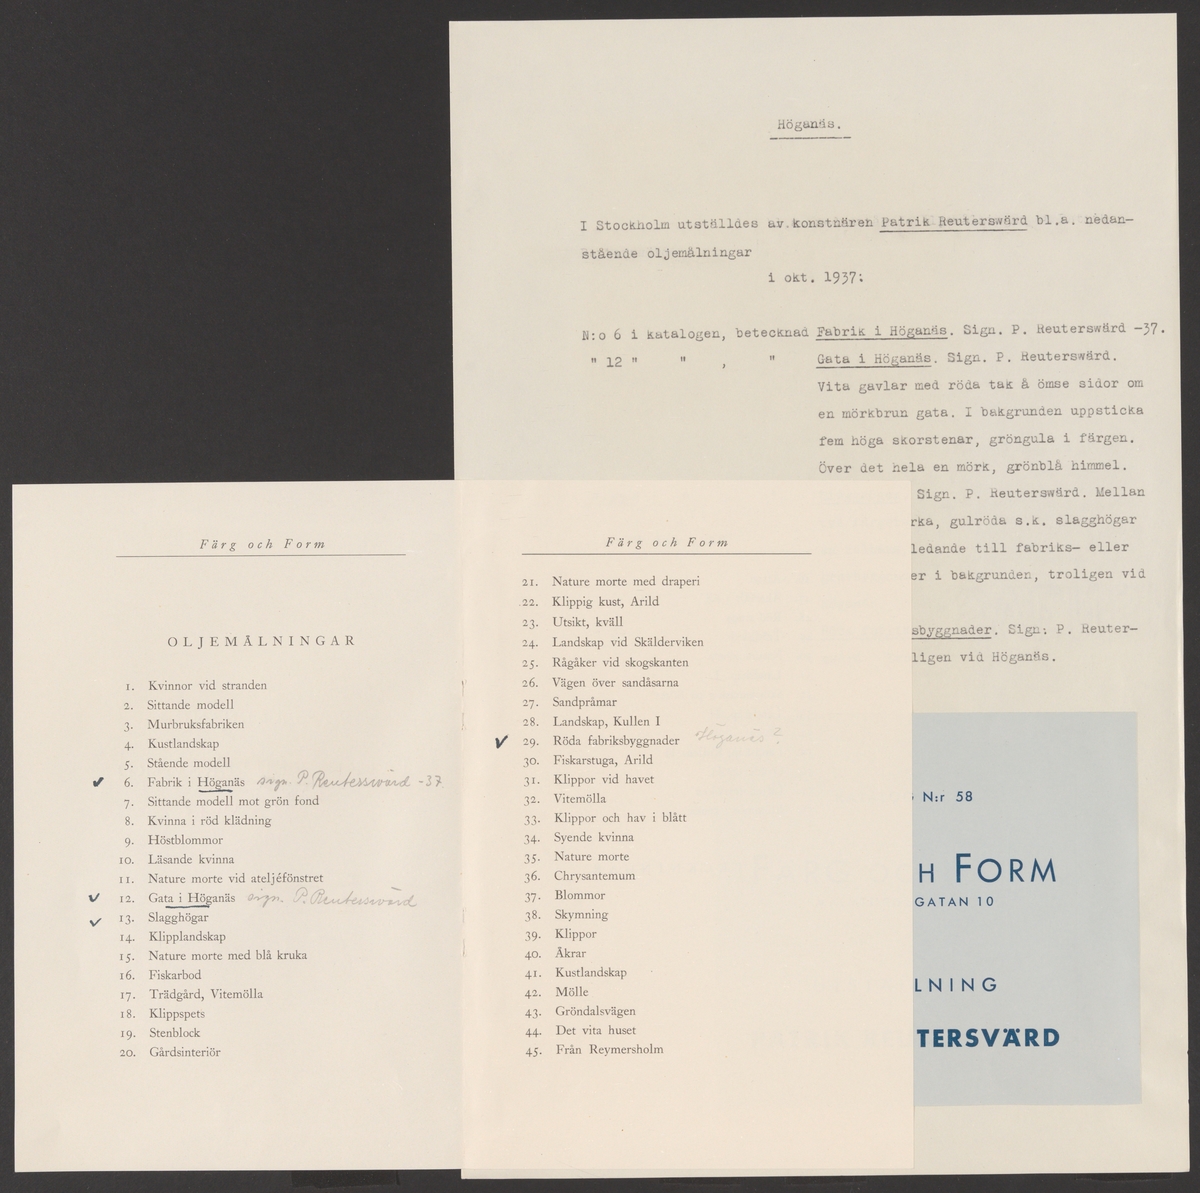 Höganäs.
I Stockholm utställdes av konstnären Patrik Reuterswärd bl.a. nedan-
stående oljemålningar
i okt. 1937:
N:o 6 i katalogen, betecknad Fabrik i Höganäs. Sign. P. Reuterswärd -37.
" 12 " " , " Gata i Höganäs. Sign. P. Reuterswärd.
Vita gavlar med röda tak å ömse sidor om
en mörkbrun gata. I bakgrunden uppsticka
fem höga skorstenar, gröngula i färgen.
Över det hela en mörk, grönblå himmel.
Sign. P. Reuterswärd. Mellan
rka, gulröda s.k. slagghögar
ledande till fabriks- eller
er i bakgrunden, troligen vid
sbyggnader. Sign. P. Reuter-
ligen vid Höganäs.
Färg och Form
OLJEMÅLNINGAR
1. Kvinnor vid stranden
2. Sittande modell
3. Murbruksfabriken
4. Kustlandskap
5. Stående modell
✓ 6. Fabrik i Höganäs sign. P. Reuterswärd -37.
7. Sittande modell mot grön fond
8. Kvinna i röd klädning
9. Höstblommor
10. Läsande kvinna
11. Nature morte vid ateljéfönstret
✓ 12. Gata i Höganäs sign. P. Reuterswärd
✓ 13. Slagghögar
14. Klipplandskap
15. Nature morte med blå kruka
16. Fiskarbod
17. Trädgård, Vitemölla
18. Klippspets
19. Stenblock
20. Gårdsinteriör
Färg och Form
21. Nature morte med draperi
22. Klippig kust, Arild
23. Utsikt, kväll
24. Landskap vid Skälderviken
25. Rågåker vid skogskanten
26. Vägen över sandåsarna
27. Sandpråmar
28. Landskap, Kullen I
✓ 29. Röda fabriksbyggnader Höganäs?
30. Fiskarstuga, Arild
31. Klippor vid havet
32. Vitemölla
33. Klippor och hav i blått
34. Syende kvinna
35. Nature morte
36. Chrysantemum
37. Blommor
38. Skymning
39. Klippor
40. Åkrar
41. Kustlandskap
42. Mölle
43. Gröndalsvägen
44. Det vita huset
45. Från Reymersholm
N:r 58
H FORM
GATAN 10
LNING
TERSVÄRD